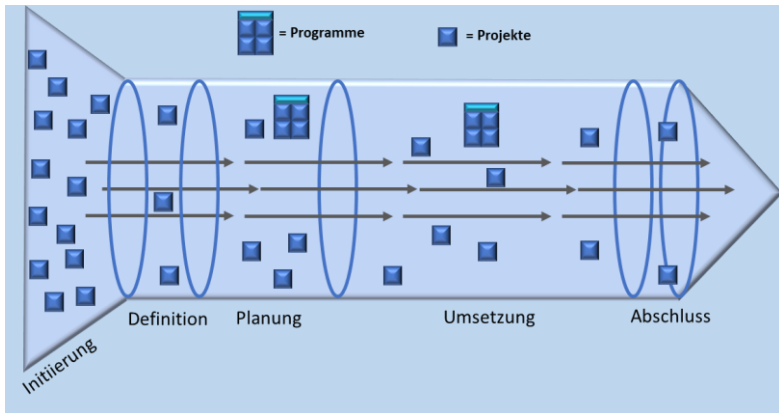 = Programme
= Projekte
Initiierung
Definition
Planung
Umsetzung
Abschluss